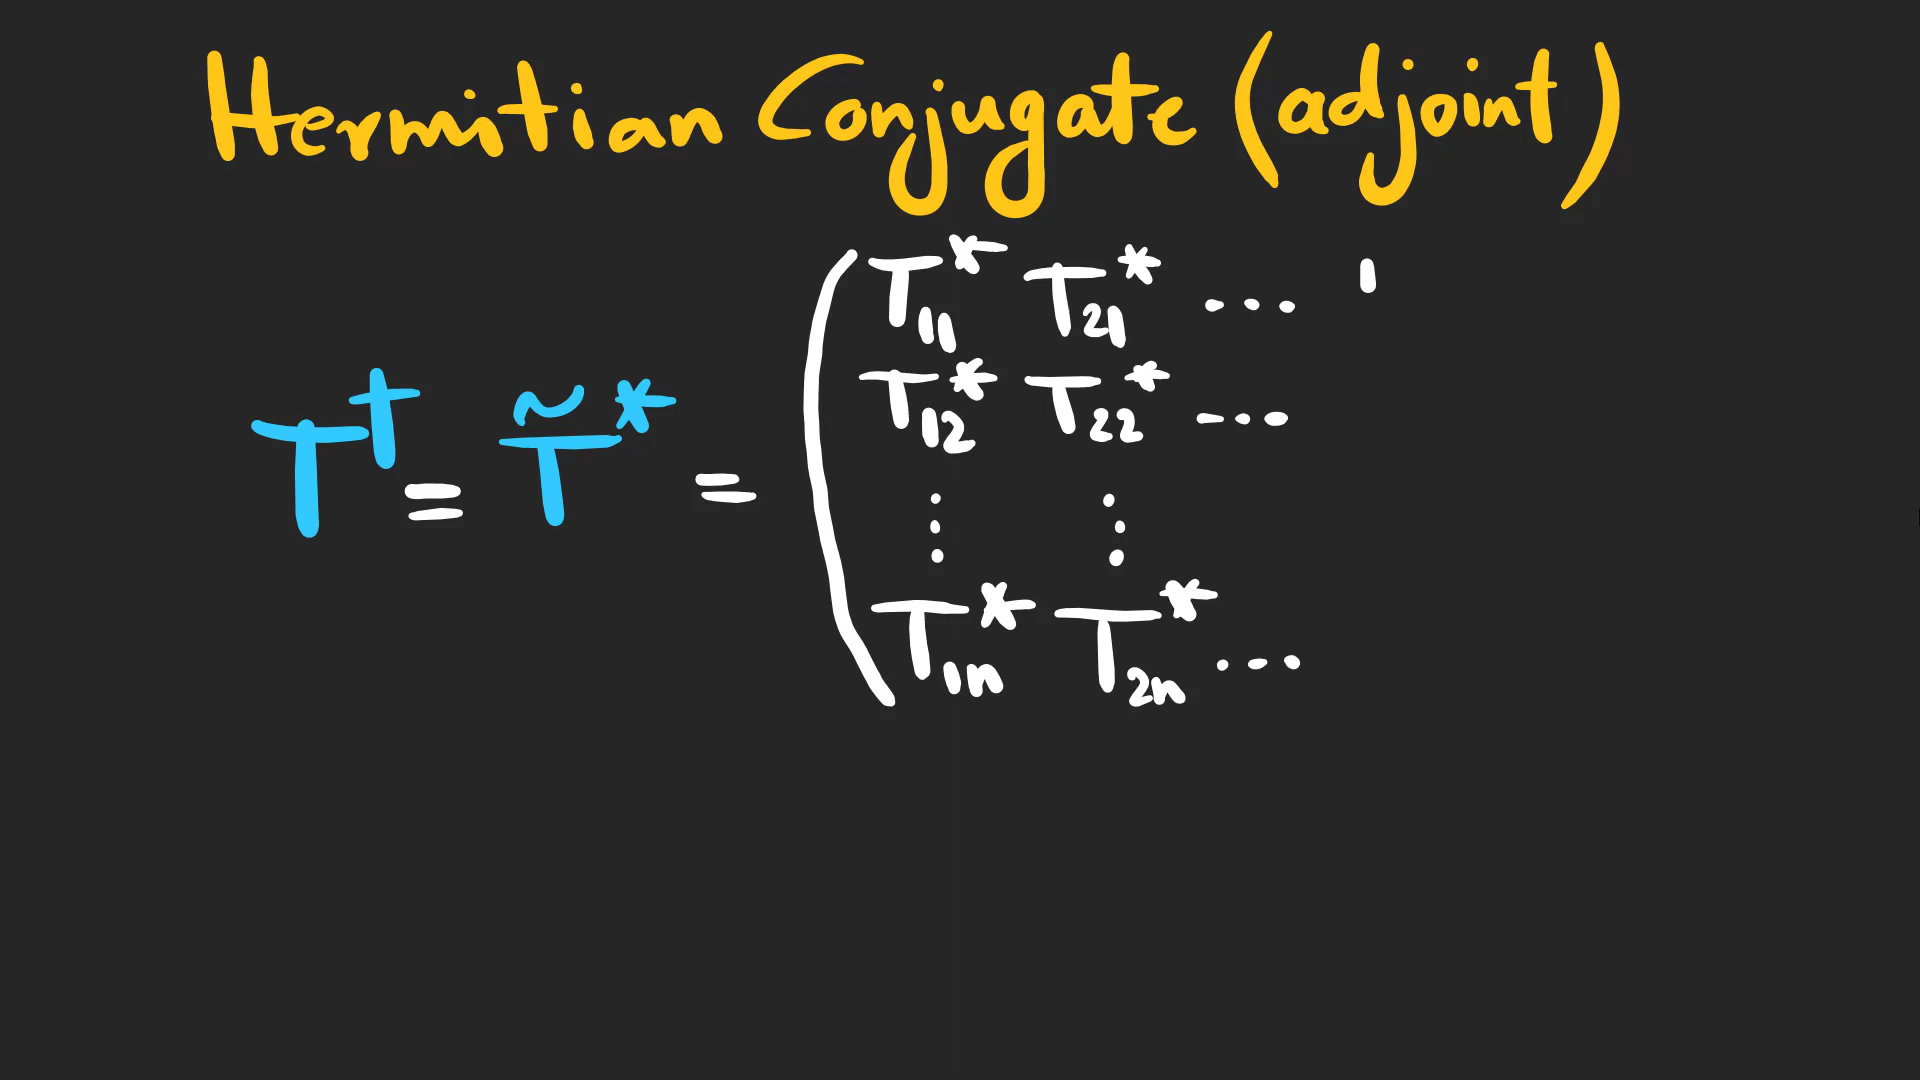 Hermitian Conjugate (adjoint)
T₁₁* T₂₁* ...
T† = T̃* = ( T₁₂* T₂₂* ...
⋮ ⋮
T₁ₙ* T₂ₙ* ...